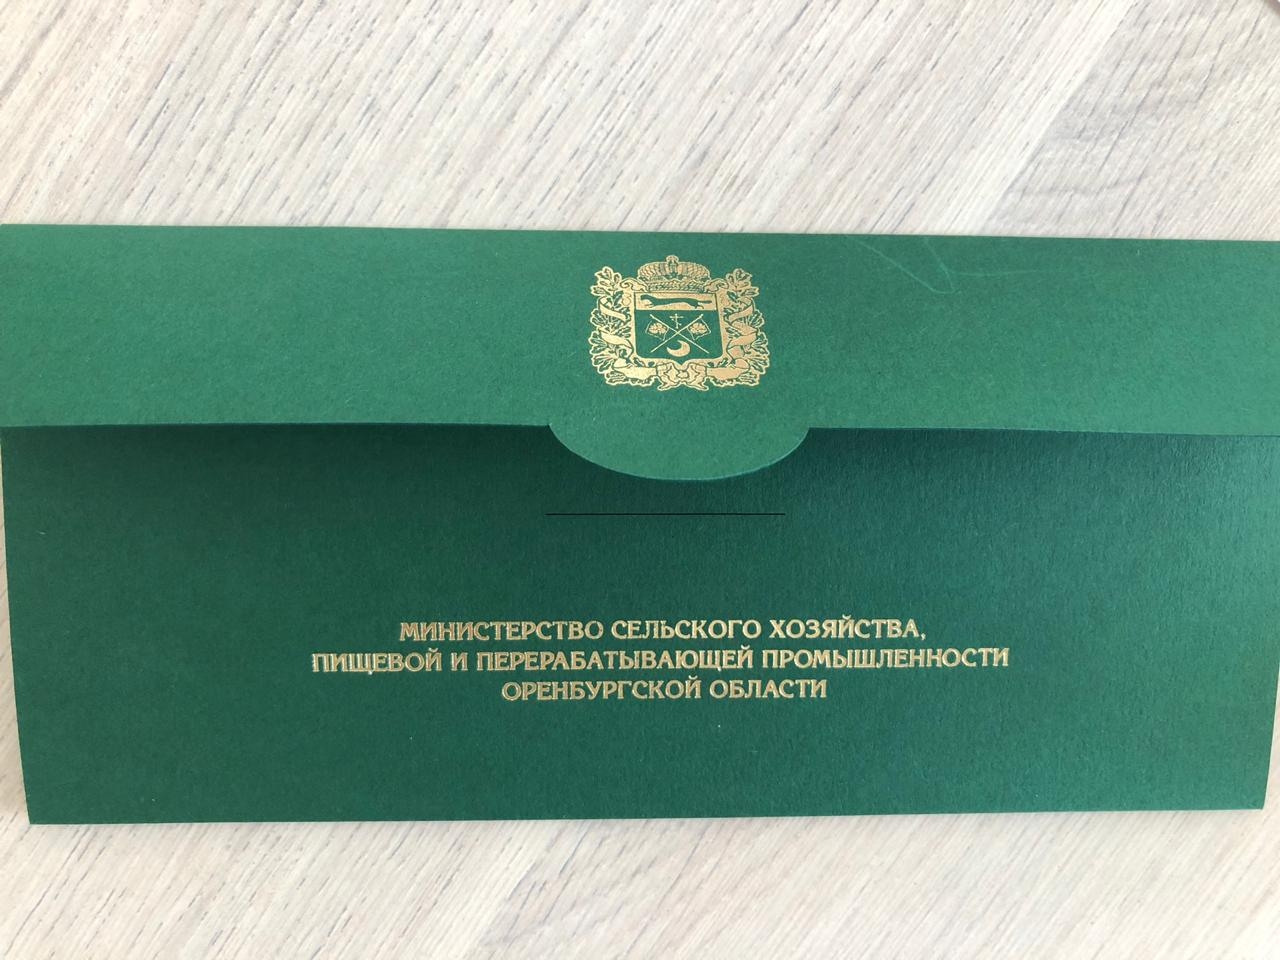 МИНИСТЕРСТВО СЕЛЬСКОГО ХОЗЯЙСТВА,
ПИЩЕВОЙ И ПЕРЕРАБАТЫВАЮЩЕЙ ПРОМЫШЛЕННОСТИ
ОРЕНБУРГСКОЙ ОБЛАСТИ